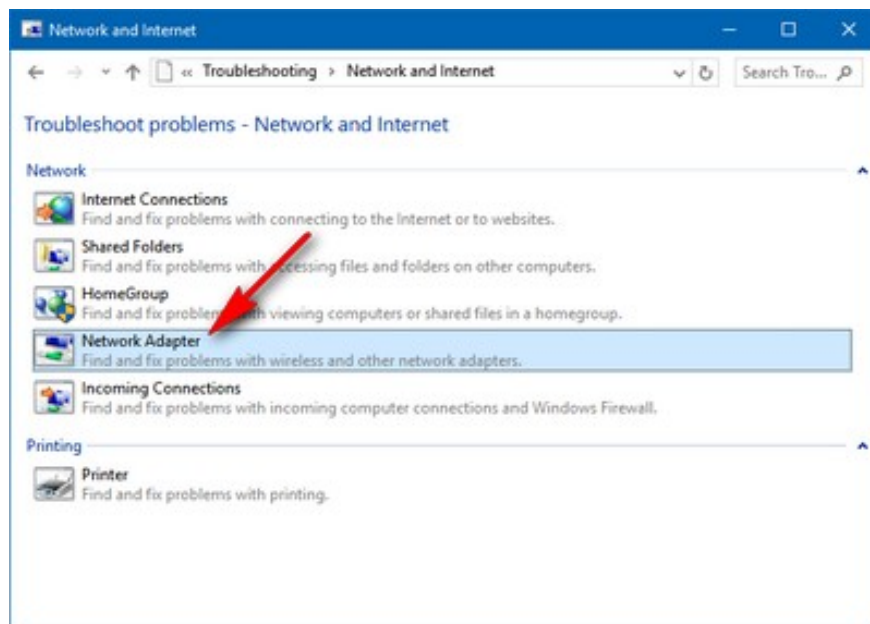 Network and Internet
« Troubleshooting > Network and Internet
Search Tro...
Troubleshoot problems - Network and Internet
Network
Internet Connections
Find and fix problems with connecting to the Internet or to websites.
Shared Folders
Find and fix problems with accessing files and folders on other computers.
HomeGroup
Find and fix problems with viewing computers or shared files in a homegroup.
Network Adapter
Find and fix problems with wireless and other network adapters.
Incoming Connections
Find and fix problems with incoming computer connections and Windows Firewall.
Printing
Printer
Find and fix problems with printing.